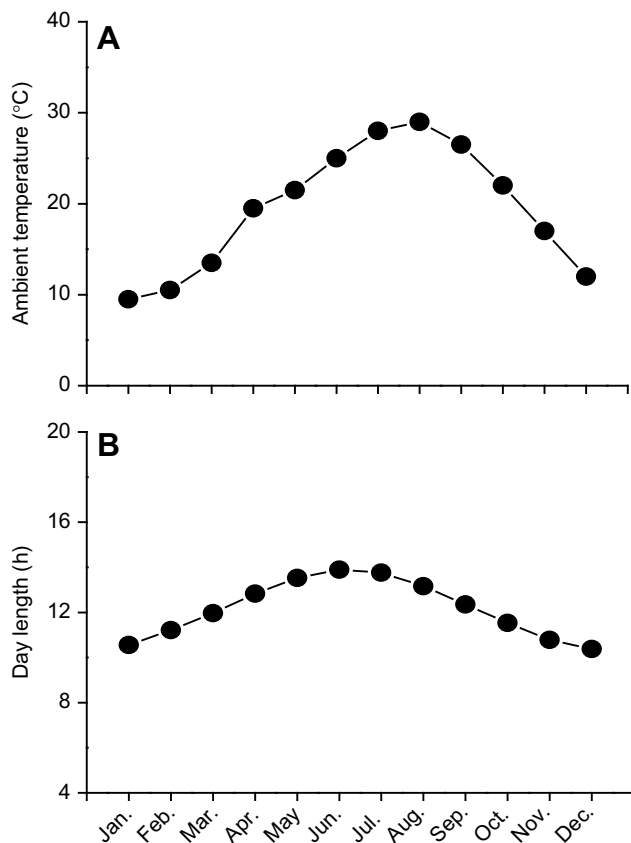 A
Ambient temperature (°C)
40
30
20
10
0
B
Day length (h)
20
16
12
8
4
Jan. Feb. Mar. Apr. May Jun. Jul. Aug. Sep. Oct. Nov. Dec.